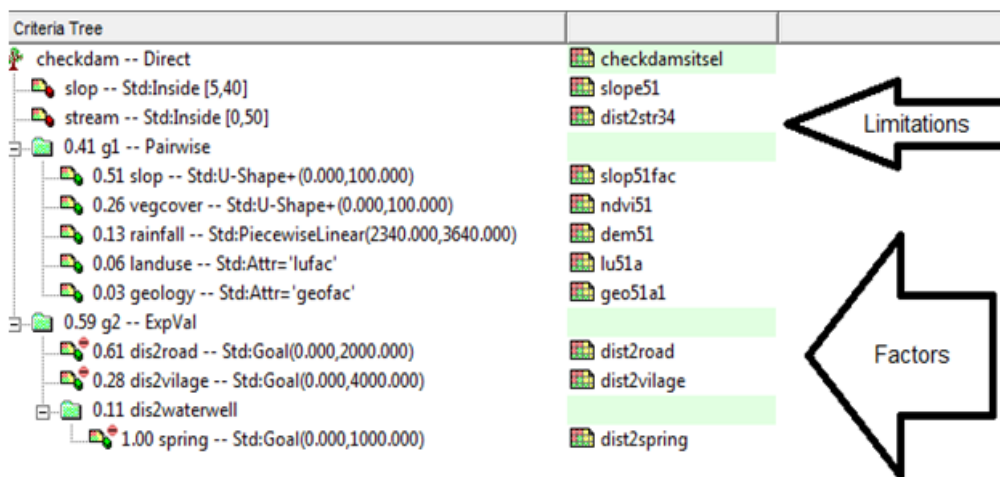 Criteria Tree
checkdam -- Direct checkdamsitsel
slop -- Std:Inside [5,40] slope51
stream -- Std:Inside [0,50] dist2str34
Limitations
0.41 g1 -- Pairwise
0.51 slop -- Std:U-Shape+(0.000,100.000) slop51fac
0.26 vegcover -- Std:U-Shape+(0.000,100.000) ndvi51
0.13 rainfall -- Std:PiecewiseLinear(2340.000,3640.000) dem51
0.06 landuse -- Std:Attr='lufac' lu51a
0.03 geology -- Std:Attr='geofac' geo51a1
0.59 g2 -- ExpVal
0.61 dis2road -- Std:Goal(0.000,2000.000) dist2road
Factors
0.28 dis2vilage -- Std:Goal(0.000,4000.000) dist2vilage
0.11 dis2waterwell
1.00 spring -- Std:Goal(0.000,1000.000) dist2spring